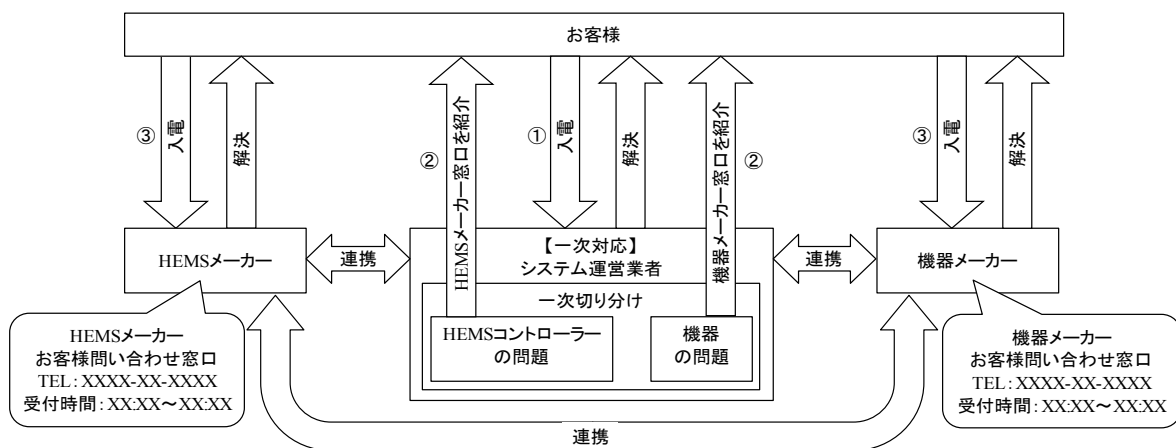 お客様
③
入電
解決
②
HEMSメーカー窓口を紹介
①
入電
解決
機器メーカー窓口を紹介
②
③
入電
解決
HEMSメーカー
連携
【一次対応】
システム運営業者
連携
機器メーカー
一次切り分け
HEMSコントローラー
の問題
機器
の問題
HEMSメーカー
お客様問い合わせ窓口
TEL:XXXX-XX-XXXX
受付時間:XX:XX～XX:XX
機器メーカー
お客様問い合わせ窓口
TEL:XXXX-XX-XXXX
受付時間:XX:XX～XX:XX
連携